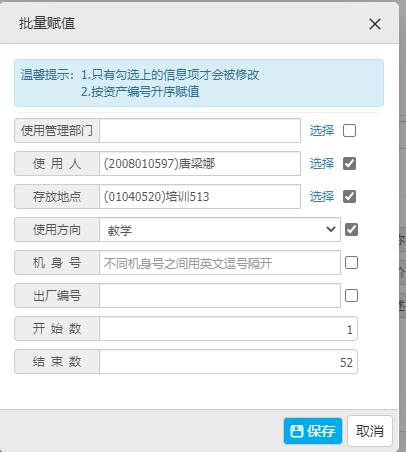 批量赋值
温馨提示: 1.只有勾选上的信息项才会被修改
2.按资产编号升序赋值
使用管理部门 选择
使 用 人 (2008010597)唐梁娜 选择
存放地点 (01040520)培训513 选择
使用方向 教学
机 身 号 不同机身号之间用英文逗号隔开
出厂编号
开 始 数 1
结 束 数 52
保存 取消